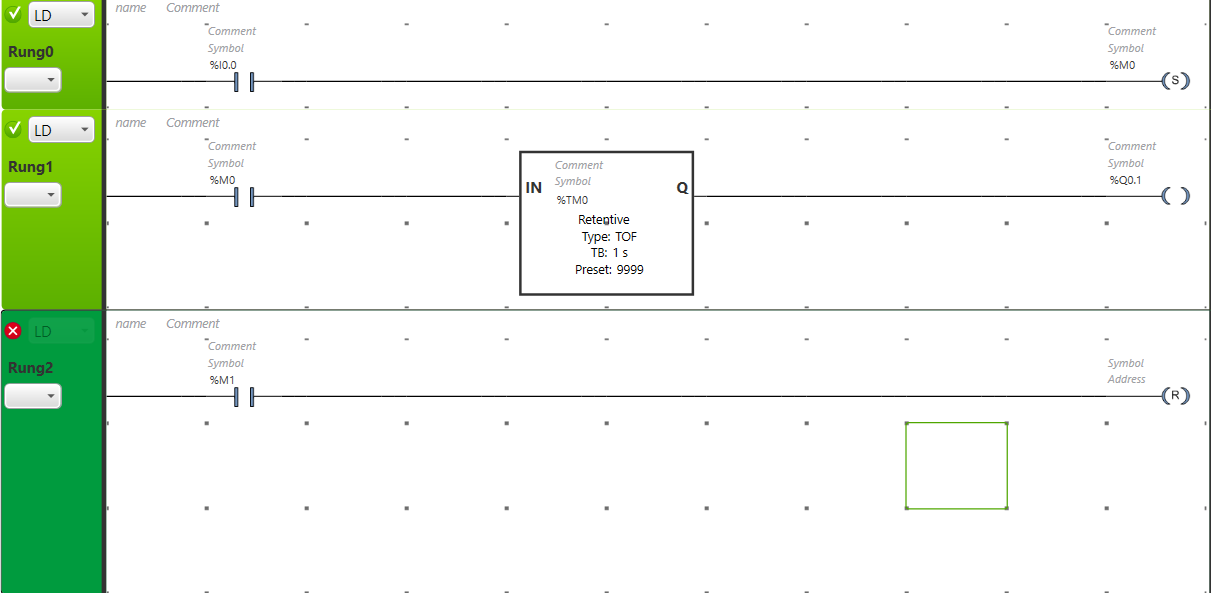 LD
name Comment
Comment
Symbol
%I0.0
Comment
Symbol
%M0
S
Rung0
LD
name Comment
Comment
Symbol
%M0
IN
Comment
Symbol
%TM0
Q
Retentive
Type: TOF
TB: 1 s
Preset: 9999
Comment
Symbol
%Q0.1
Rung1
LD
name Comment
Comment
Symbol
%M1
Symbol
Address
R
Rung2